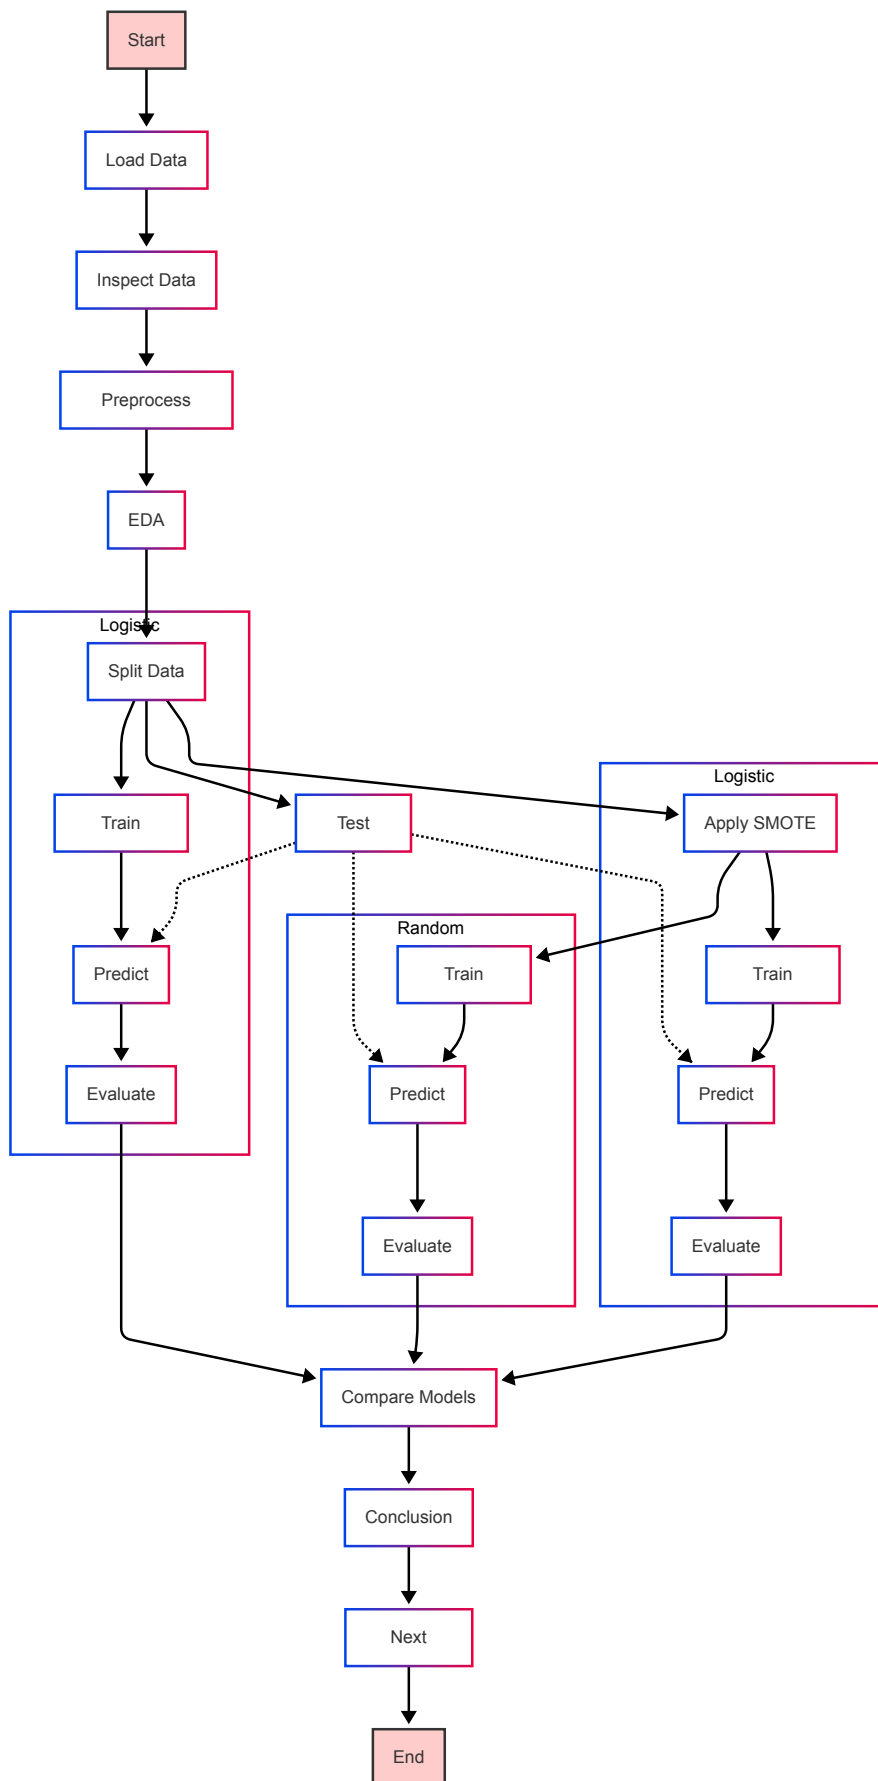 Start
Load Data
Inspect Data
Preprocess
EDA
Logistic
Split Data
Logistic
Train
Test
Apply SMOTE
Random
Predict
Train
Train
Evaluate
Predict
Predict
Evaluate
Evaluate
Compare Models
Conclusion
Next
End